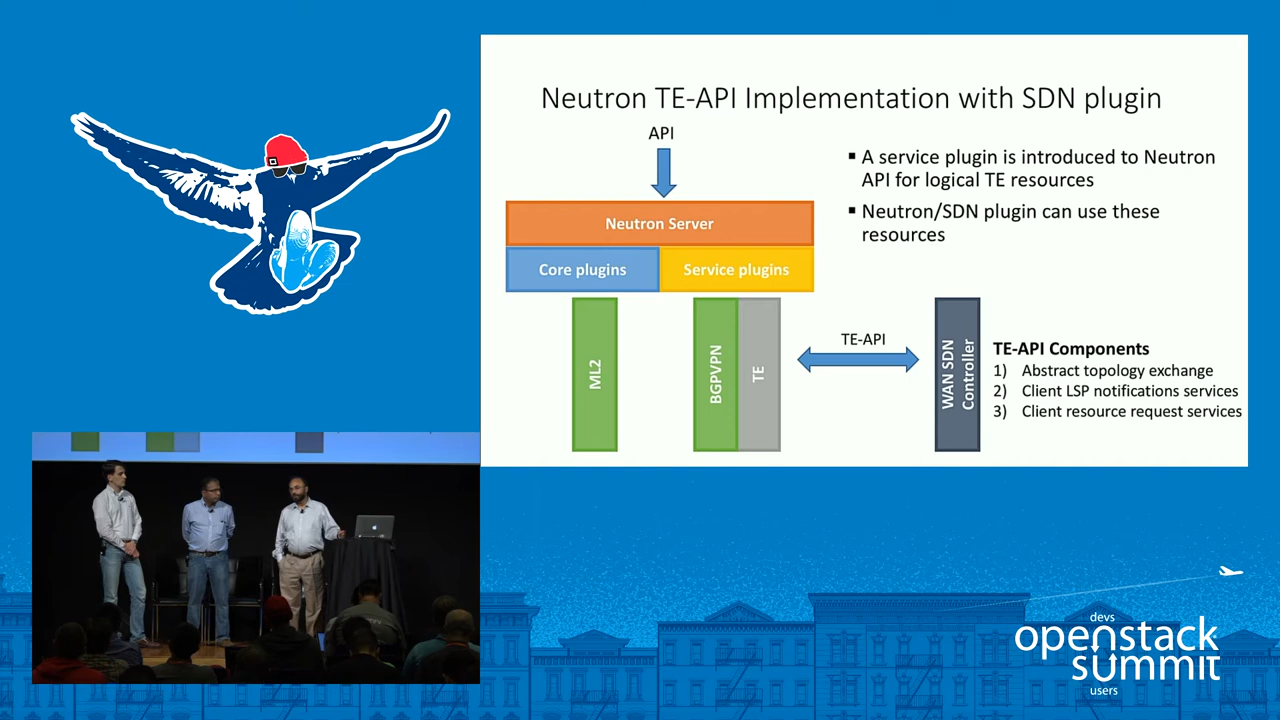 Neutron TE-API Implementation with SDN plugin
API
▪ A service plugin is introduced to Neutron
API for logical TE resources
▪ Neutron/SDN plugin can use these
resources
Neutron Server
Core plugins
Service plugins
ML2
BGPVPN
TE
TE-API
WAN SDN
Controller
TE-API Components
1) Abstract topology exchange
2) Client LSP notifications services
3) Client resource request services
devs
openstack
summit
users